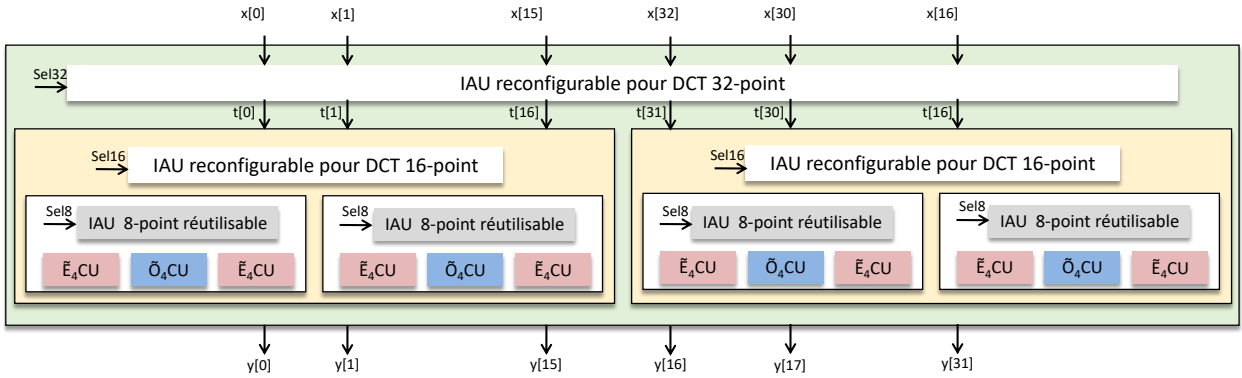 x[0] x[1] x[15] x[32] x[30] x[16]
Sel32
IAU reconfigurable pour DCT 32-point
t[0] t[1] t[16] t[31] t[30] t[16]
Sel16 IAU reconfigurable pour DCT 16-point
Sel16 IAU reconfigurable pour DCT 16-point
Sel8 IAU 8-point réutilisable
Sel8 IAU 8-point réutilisable
Sel8 IAU 8-point réutilisable
Sel8 IAU 8-point réutilisable
Ẽ₄CU Õ₄CU Ẽ₄CU
Ẽ₄CU Õ₄CU Ẽ₄CU
Ẽ₄CU Õ₄CU Ẽ₄CU
Ẽ₄CU Õ₄CU Ẽ₄CU
y[0] y[1] y[15] y[16] y[17] y[31]